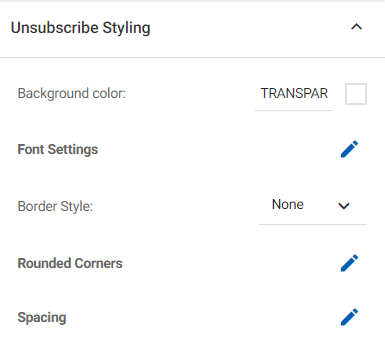 Unsubscribe Styling
Background color: TRANSPAR
Font Settings
Border Style: None
Rounded Corners
Spacing